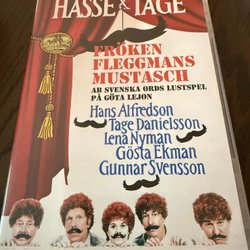 HASSE & TAGE
FRÖKEN
FLEGGMANS
MUSTASCH
AB SVENSKA ORDS LUSTSPEL
PÅ GÖTA LEJON
Hans Alfredson
Tage Danielsson
Lena Nyman
Gösta Ekman
Gunnar Svensson